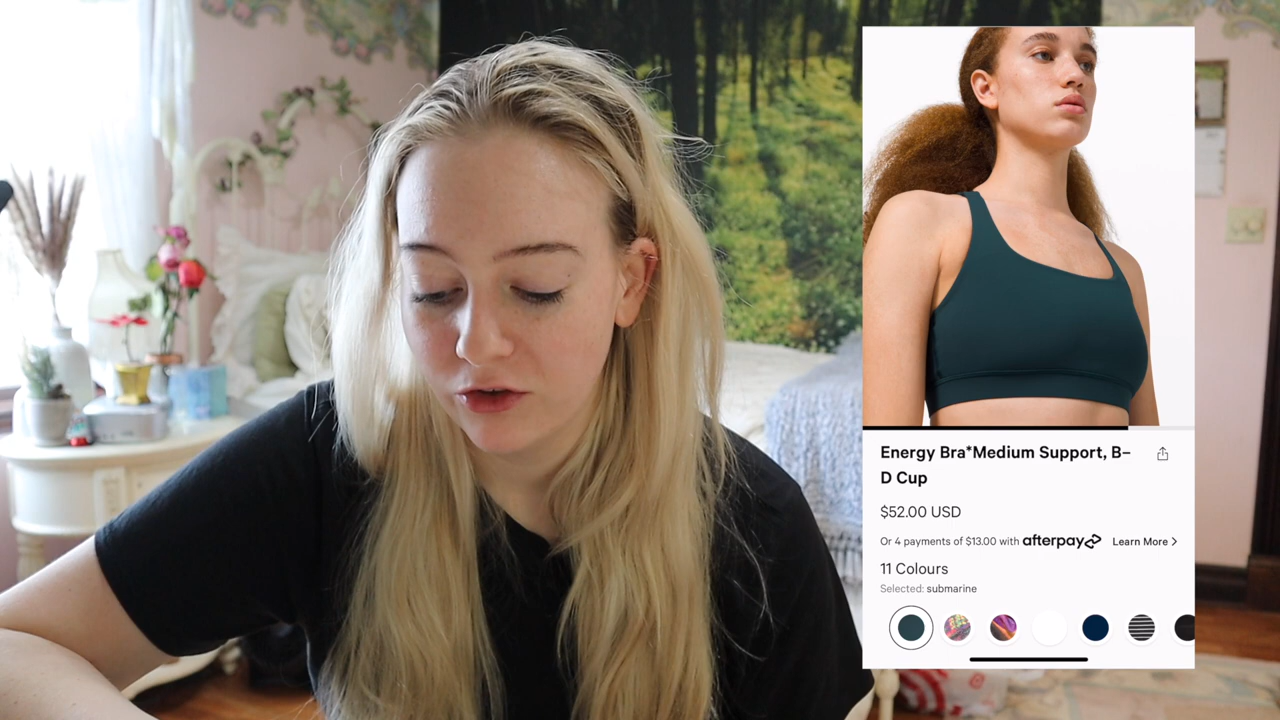 Energy Bra*Medium Support, B–
D Cup
$52.00 USD
Or 4 payments of $13.00 with afterpay Learn More
11 Colours
Selected: submarine